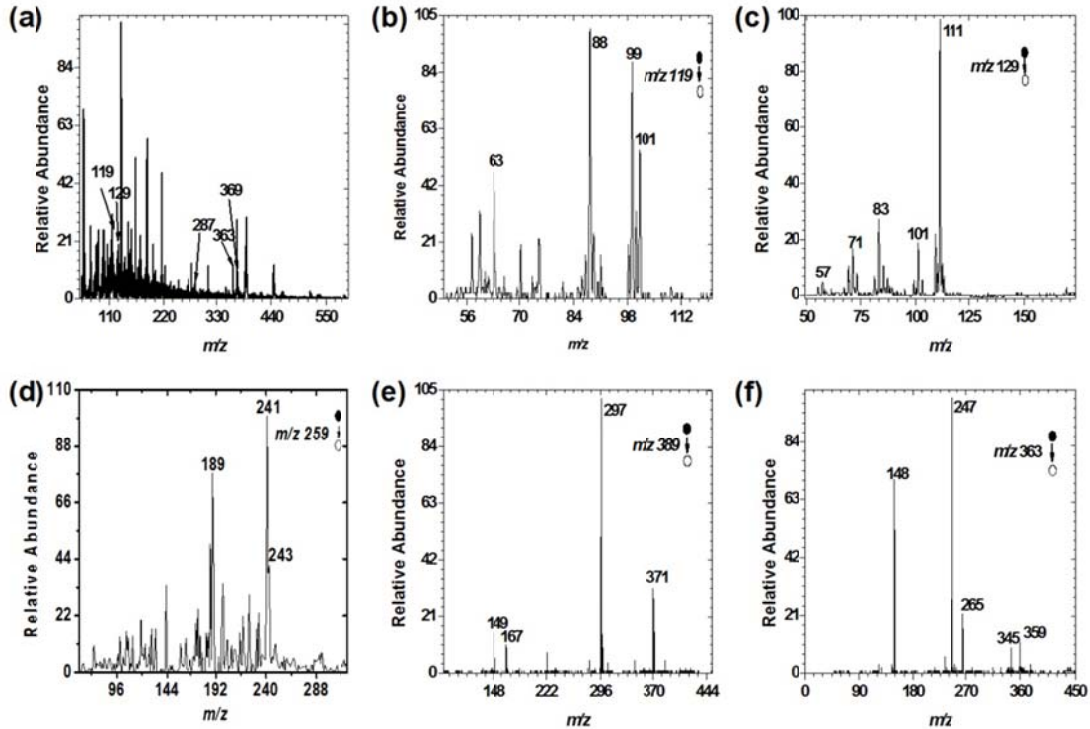 (a)
Relative Abundance
84
63
42
21
0
119
129
287
363
369
110 220 330 440 550
m/z
(b)
Relative Abundance
105
84
63
42
21
0
63
88
99
101
m/z 119
56 70 84 98 112
m/z
(c)
Relative Abundance
100
80
60
40
20
0
57
71
83
101
111
m/z 129
50 75 100 125 150
m/z
(d)
Relative Abundance
110
88
66
44
22
0
189
241
243
m/z 259
96 144 192 240 288
m/z
(e)
Relative Abundance
105
84
63
42
21
0
149
167
297
371
m/z 389
148 222 296 370 444
m/z
(f)
Relative Abundance
84
63
42
21
0
148
247
265
345
359
m/z 363
0 90 180 270 360 450
m/z